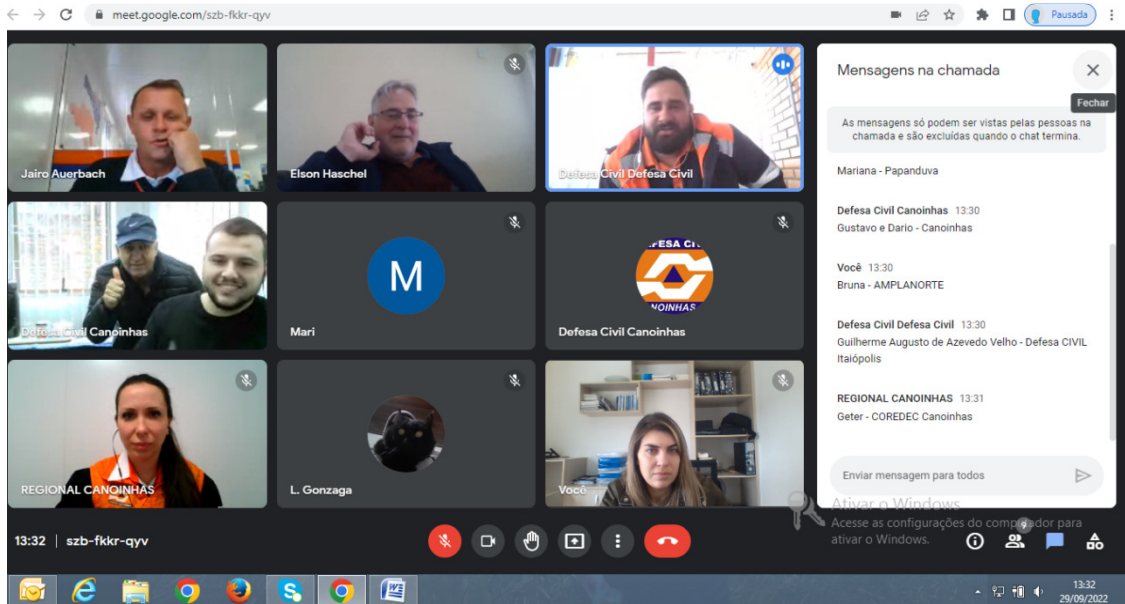 meet.google.com/szb-fkkr-qyv
Pausada
Jairo Auerbach
Elson Haschel
Defesa Civil Defesa Civil
Defesa Civil Canoinhas
M
Mari
Defesa Civil Canoinhas
REGIONAL CANOINHAS
L. Gonzaga
Você
Mensagens na chamada
Fechar
As mensagens só podem ser vistas pelas pessoas na
chamada e são excluídas quando o chat termina.
Mariana - Papanduva
Defesa Civil Canoinhas 13:30
Gustavo e Dario - Canoinhas
Você 13:30
Bruna - AMPLANORTE
Defesa Civil Defesa Civil 13:30
Guilherme Augusto de Azevedo Velho - Defesa CIVIL
Itaiópolis
REGIONAL CANOINHAS 13:31
Geter - COREDEC Canoinhas
Enviar mensagem para todos
Ativar o Windows
Acesse as configurações do computador para
ativar o Windows.
9
13:32 | szb-fkkr-qyv
13:32
29/09/2022